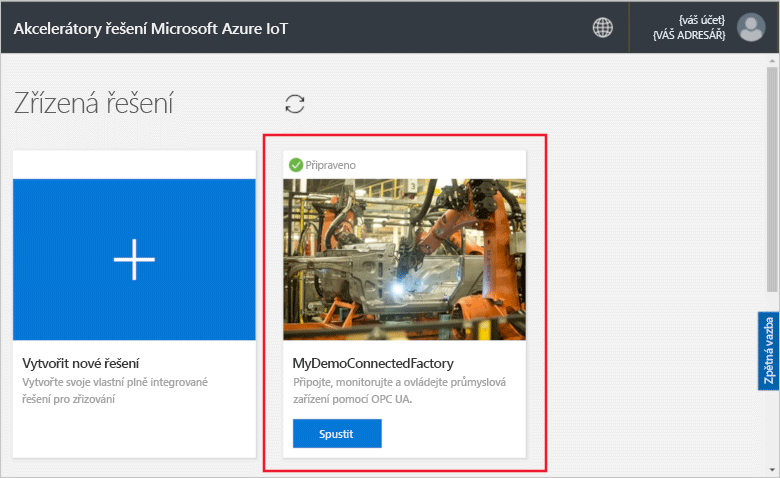 Akcelerátory řešení Microsoft Azure IoT
{váš účet}
{VÁŠ ADRESÁŘ}
Zřízená řešení
Připraveno
Vytvořit nové řešení
Vytvořte svoje vlastní plně integrované
řešení pro zřizování
MyDemoConnectedFactory
Připojte, monitorujte a ovládejte průmyslová
zařízení pomocí OPC UA.
Spustit
Zpětná vazba